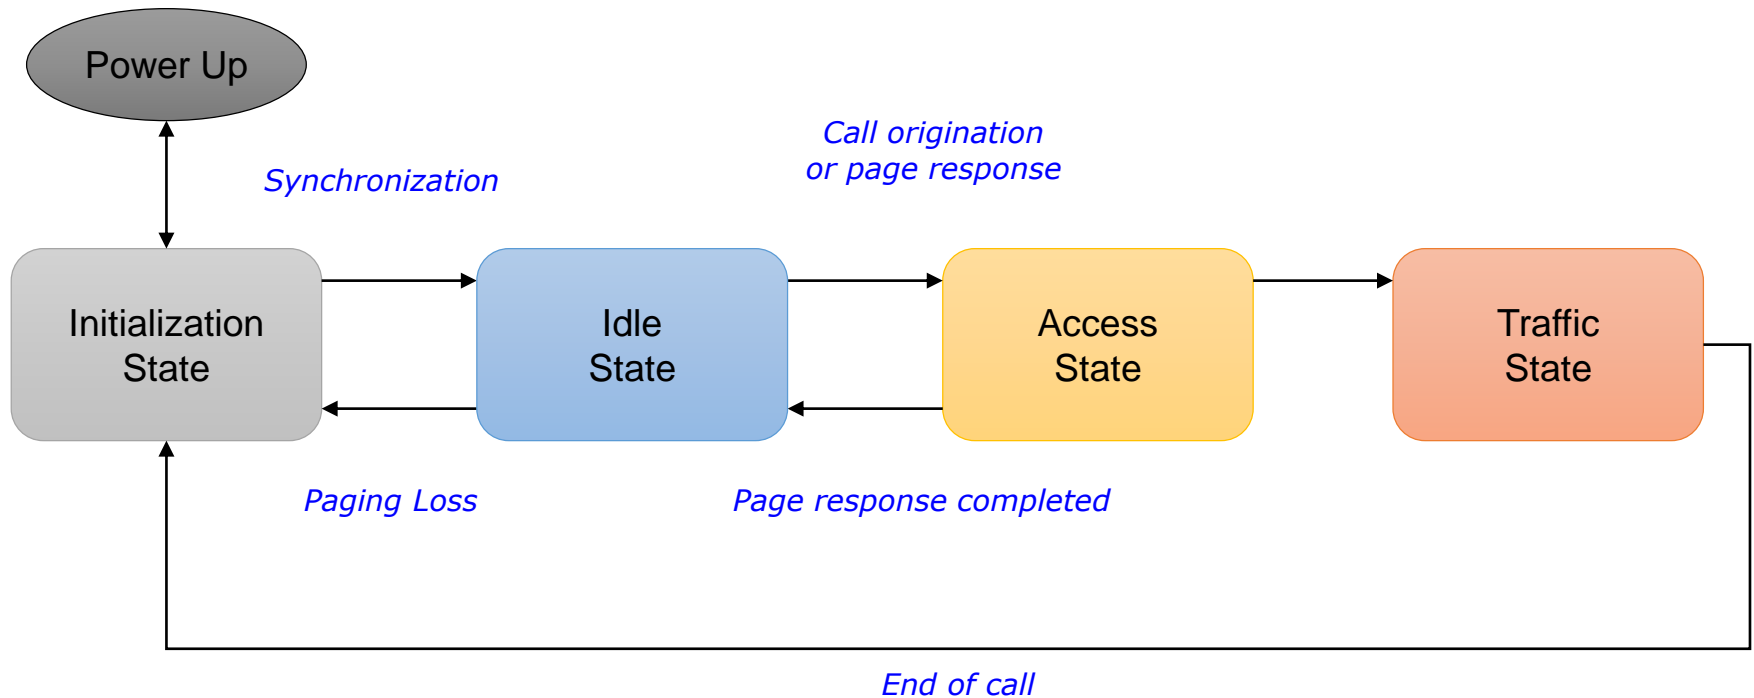 Power Up
Synchronization
Call origination
or page response
Initialization
State
Idle
State
Access
State
Traffic
State
Paging Loss
Page response completed
End of call